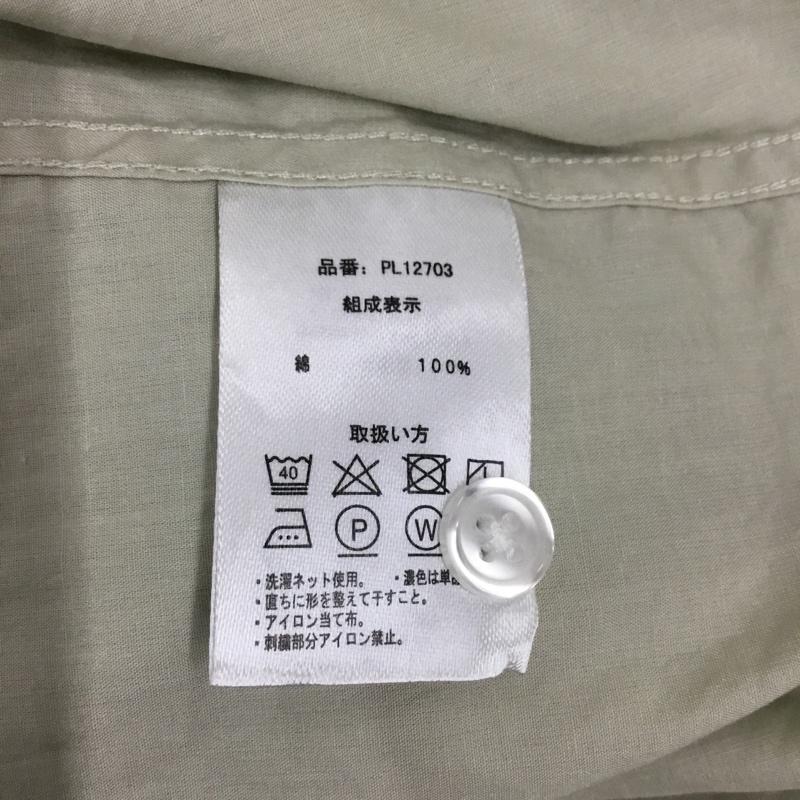 品番: PL12703
組成表示
綿 100%
取扱い方
40
P W
・洗濯ネット使用。 ・濃色は単
・直ちに形を整えて干すこと。
・アイロン当て布。
・刺繍部分アイロン禁止。